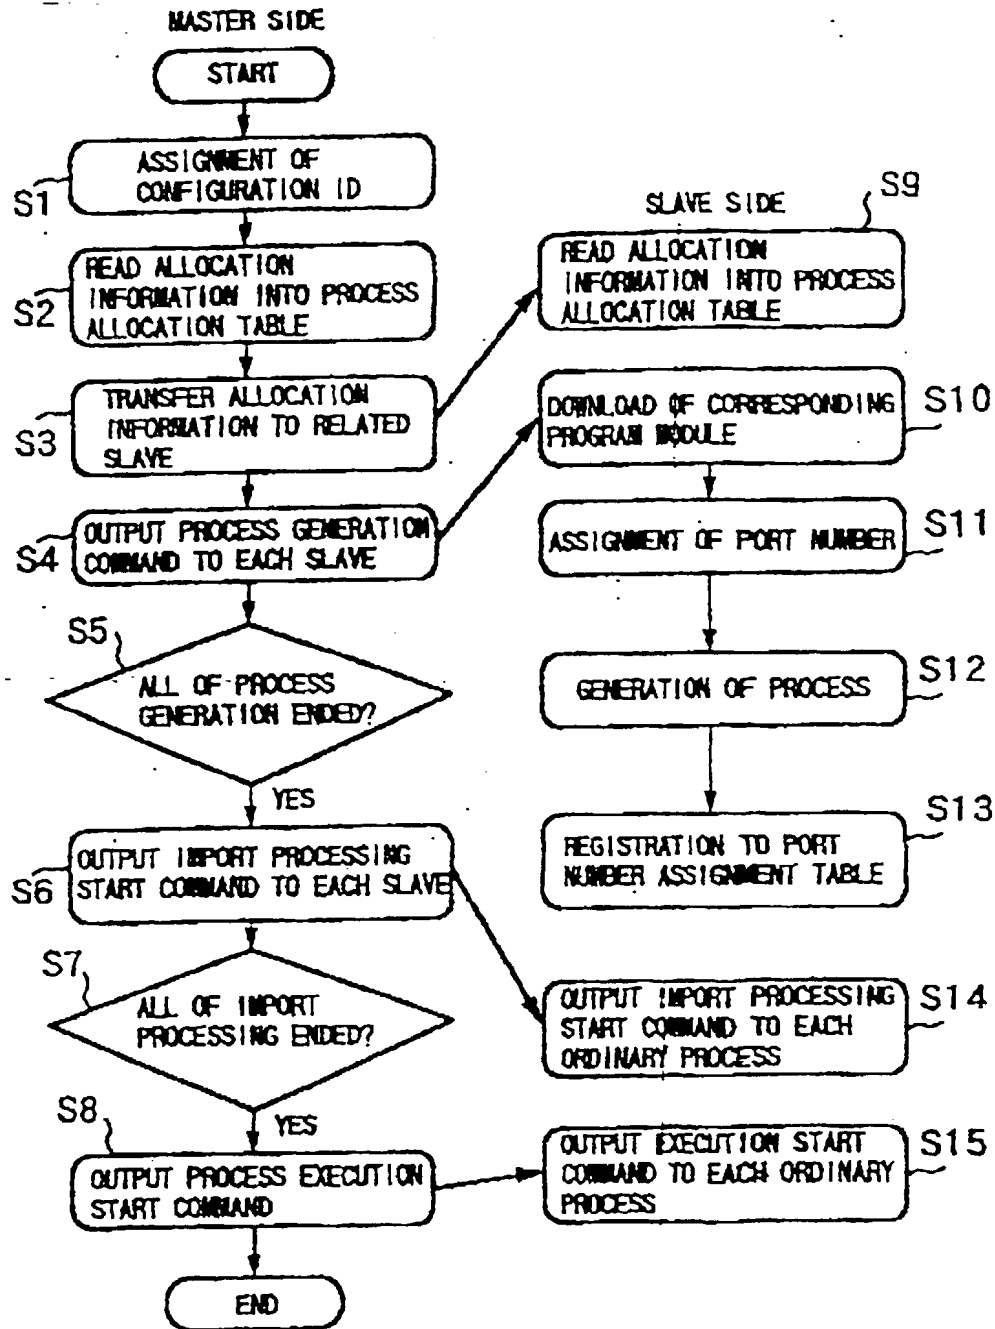 MASTER SIDE
START
S1
ASSIGNMENT OF
CONFIGURATION ID
S2
READ ALLOCATION
INFORMATION INTO PROCESS
ALLOCATION TABLE
S3
TRANSFER ALLOCATION
INFORMATION TO RELATED
SLAVE
S4
OUTPUT PROCESS GENERATION
COMMAND TO EACH SLAVE
S5
ALL OF PROCESS
GENERATION ENDED?
YES
S6
OUTPUT IMPORT PROCESSING
START COMMAND TO EACH SLAVE
S7
ALL OF IMPORT
PROCESSING ENDED?
YES
S8
OUTPUT PROCESS EXECUTION
START COMMAND
END
SLAVE SIDE
S9
READ ALLOCATION
INFORMATION INTO PROCESS
ALLOCATION TABLE
S10
DOWNLOAD OF CORRESPONDING
PROGRAM MODULE
S11
ASSIGNMENT OF PORT NUMBER
S12
GENERATION OF PROCESS
S13
REGISTRATION TO PORT
NUMBER ASSIGNMENT TABLE
S14
OUTPUT IMPORT PROCESSING
START COMMAND TO EACH
ORDINARY PROCESS
S15
OUTPUT EXECUTION START
COMMAND TO EACH ORDINARY
PROCESS